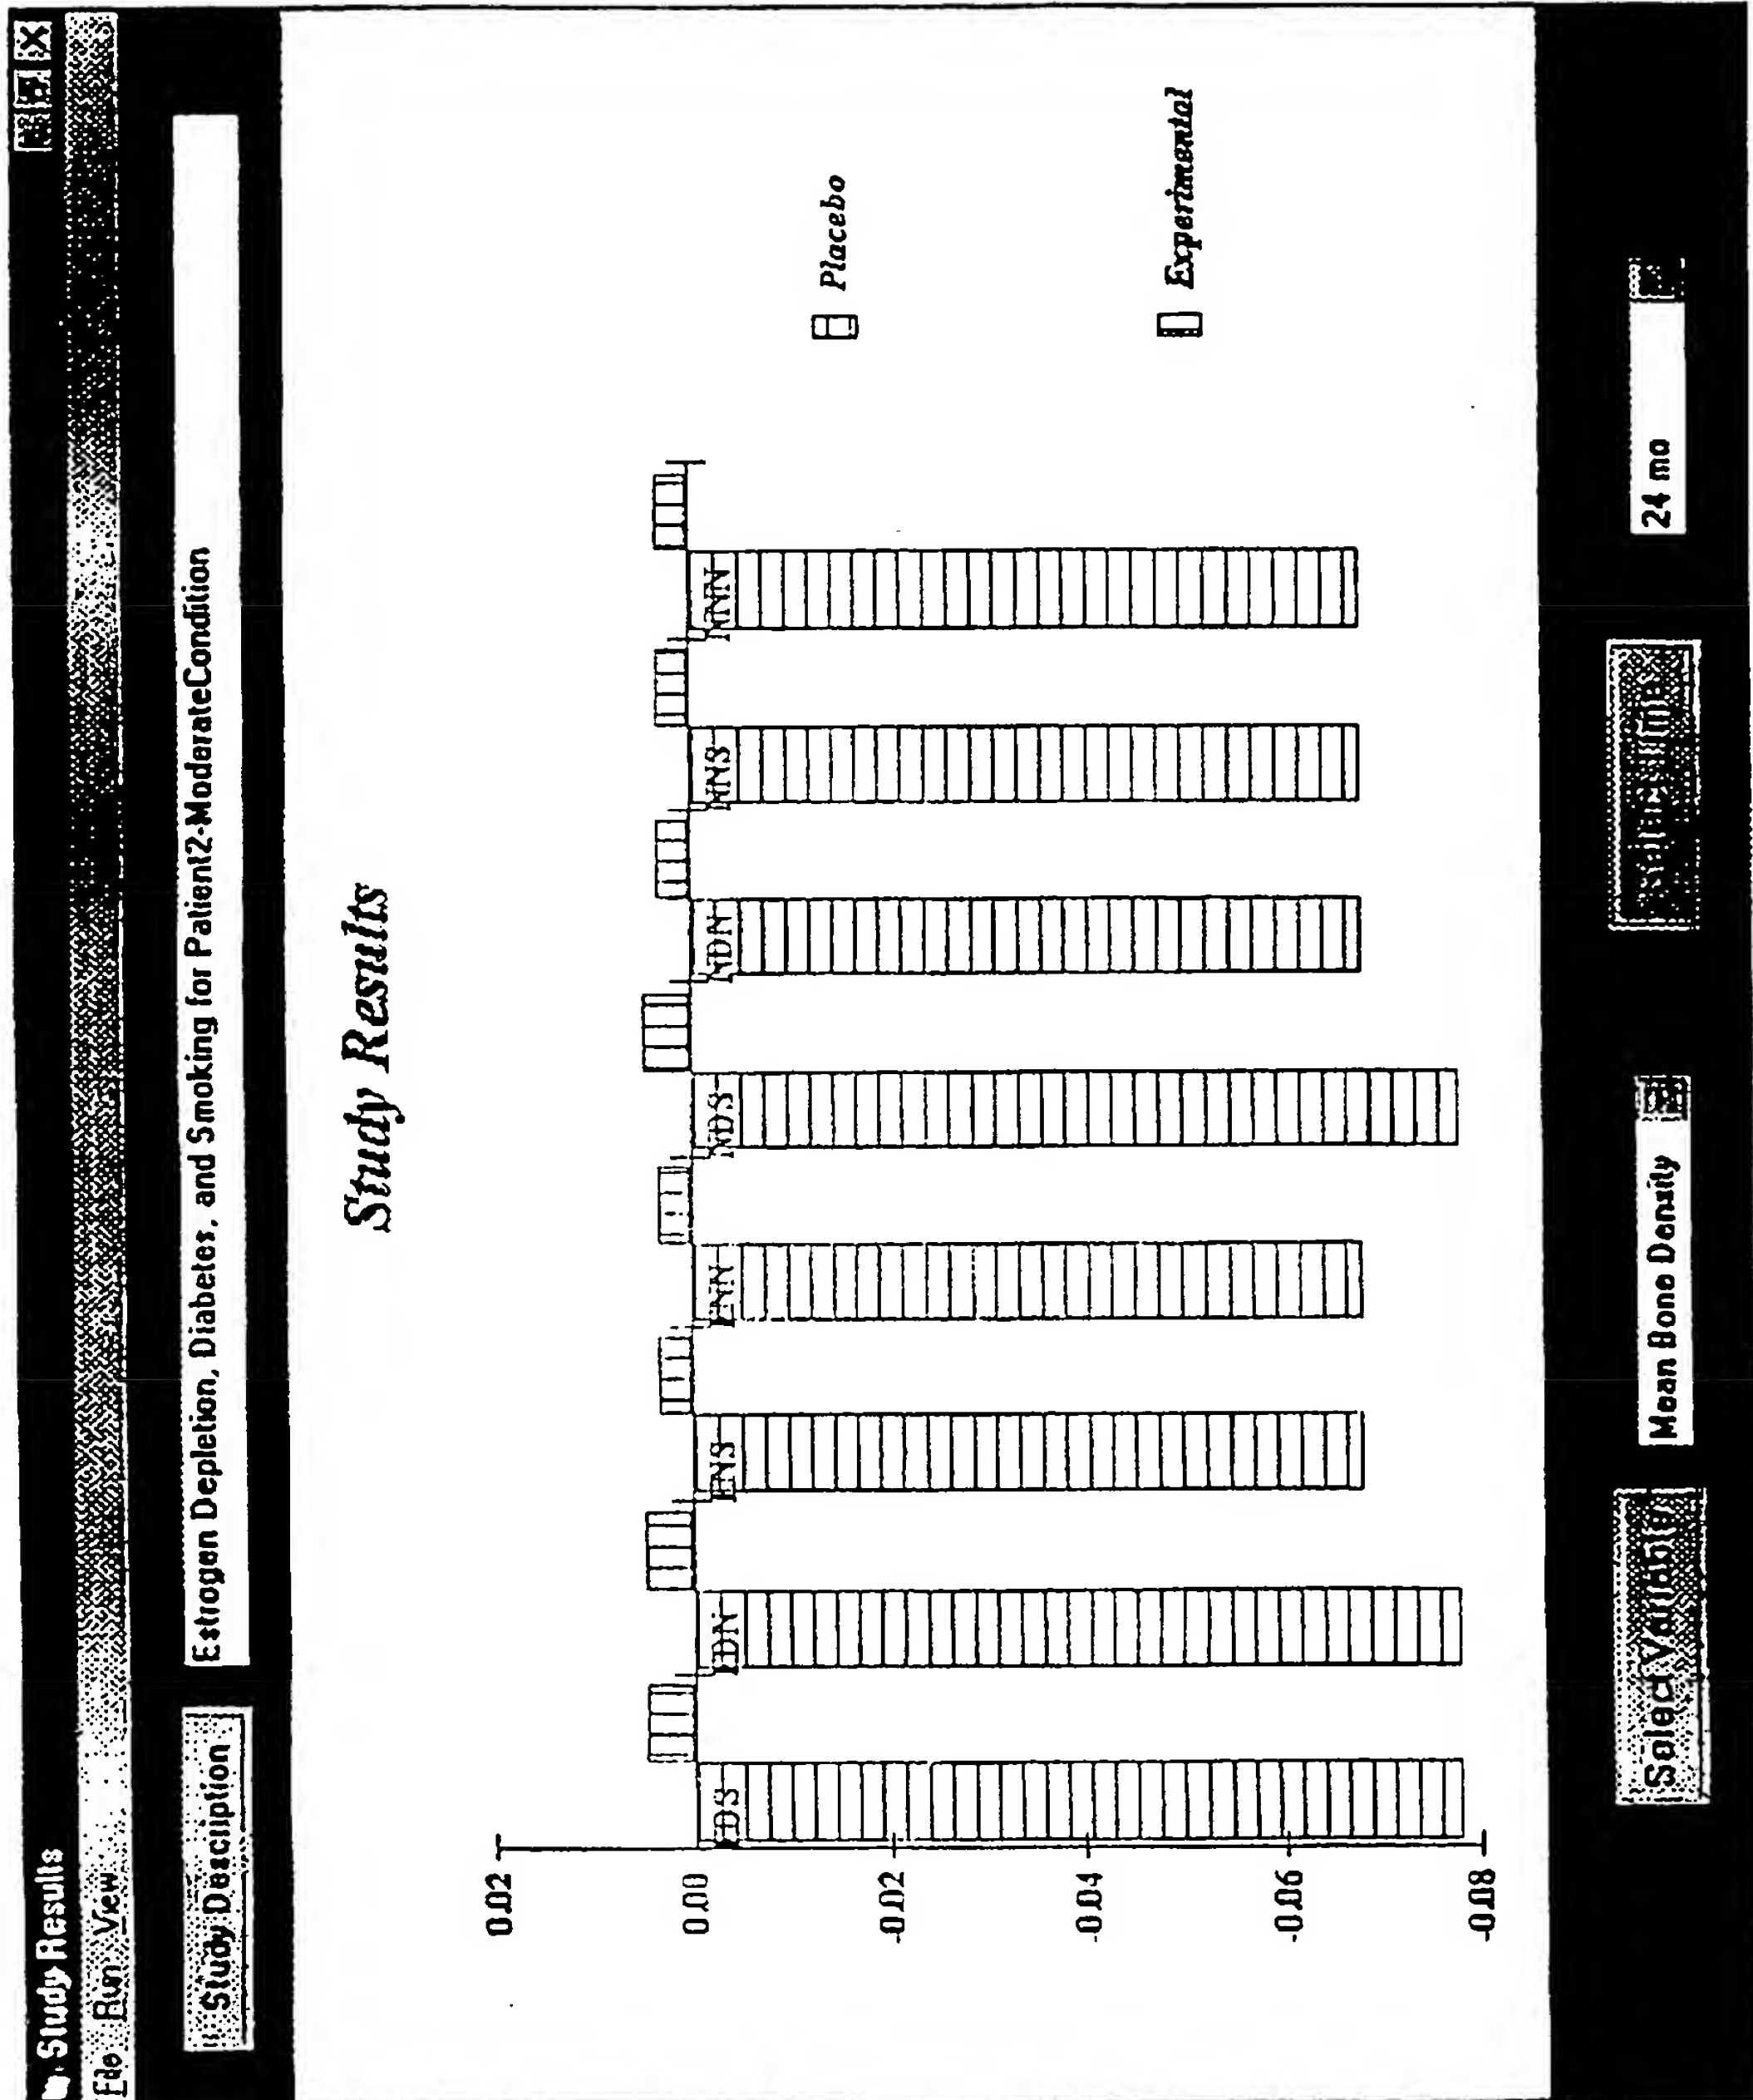 Study Results
File Run View
Study Description
Estrogen Depletion, Diabetes, and Smoking for Patient2-ModerateCondition
Study Results
0.02
0.00
-0.02
-0.04
-0.06
-0.08
EDS
EDN
ENS
ENN
NDS
NDN
NNS
NNN
Placebo
Experimental
Select Variable
Mean Bone Density
Select Time
24 mo